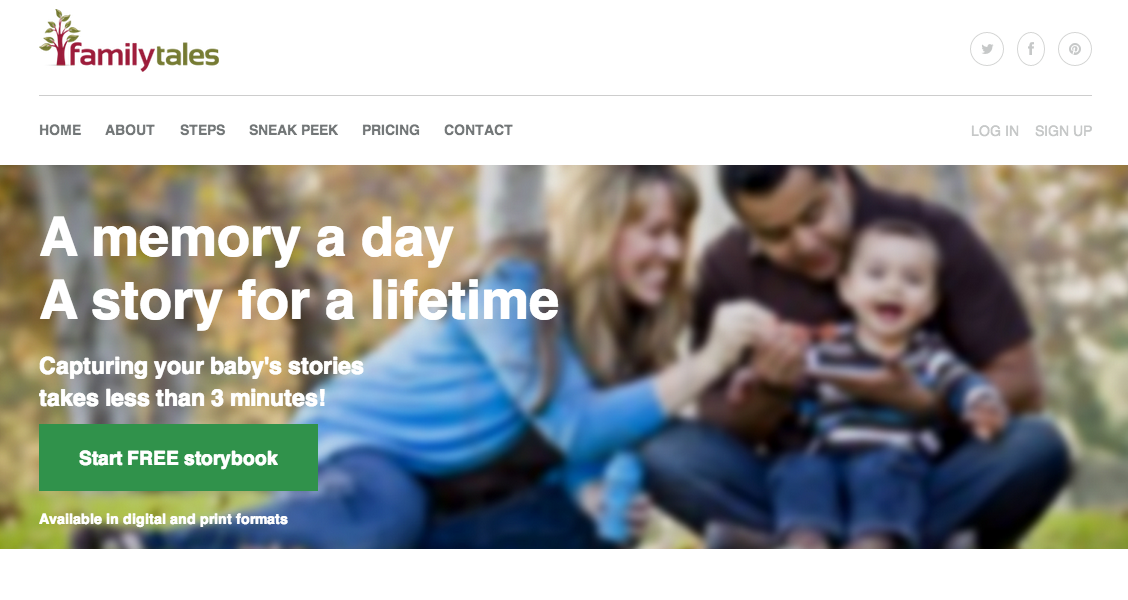 familytales
HOME ABOUT STEPS SNEAK PEEK PRICING CONTACT
LOG IN SIGN UP
A memory a day
A story for a lifetime
Capturing your baby's stories
takes less than 3 minutes!
Start FREE storybook
Available in digital and print formats